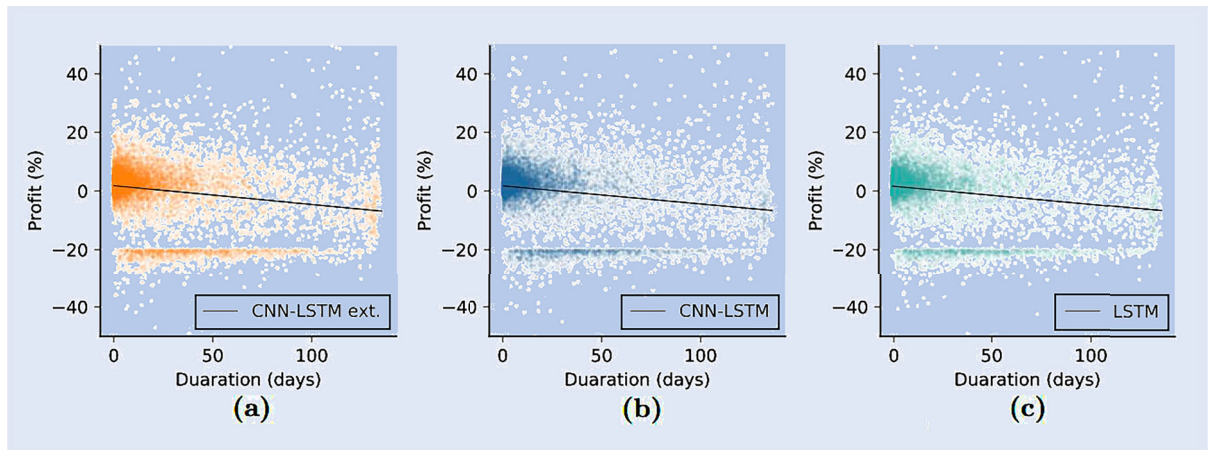 40
20
0
−20
−40
Profit (%)
CNN-LSTM ext.
0 50 100
Duaration (days)
(a)
40
20
0
−20
−40
Profit (%)
CNN-LSTM
0 50 100
Duaration (days)
(b)
40
20
0
−20
−40
Profit (%)
LSTM
0 50 100
Duaration (days)
(c)